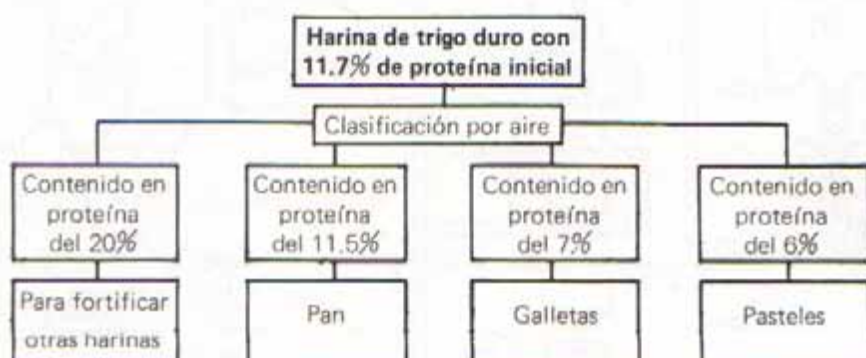 Harina de trigo duro con
11.7% de proteína inicial
Clasificación por aire
Contenido en
proteína
del 20%
Contenido en
proteína
del 11.5%
Contenido en
proteína
del 7%
Contenido en
proteína
del 6%
Para fortificar
otras harinas
Pan
Galletas
Pasteles